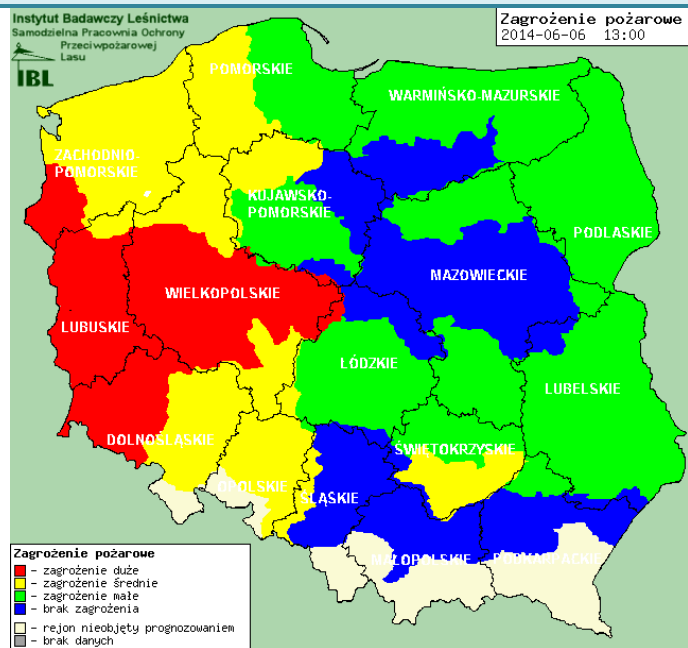 Instytut Badawczy Leśnictwa
Samodzielna Pracownia Ochrony
Przeciwpożarowej
Lasu
IBL
Zagrożenie pożarowe
2014-06-06 13:00
POMORSKIE
WARMIŃSKO-MAZURSKIE
ZACHODNIO-
POMORSKIE
KUJAWSKO-
POMORSKIE
PODLASKIE
MAZOWIECKIE
WIELKOPOLSKIE
LUBUSKIE
ŁÓDZKIE
LUBELSKIE
DOLNOŚLĄSKIE
ŚWIĘTOKRZYSKIE
OPOLSKIE
ŚLĄSKIE
MAŁOPOLSKIE
PODKARPACKIE
Zagrożenie pożarowe
- zagrożenie duże
- zagrożenie średnie
- zagrożenie małe
- brak zagrożenia
- rejon nieobjęty prognozowaniem
- brak danych